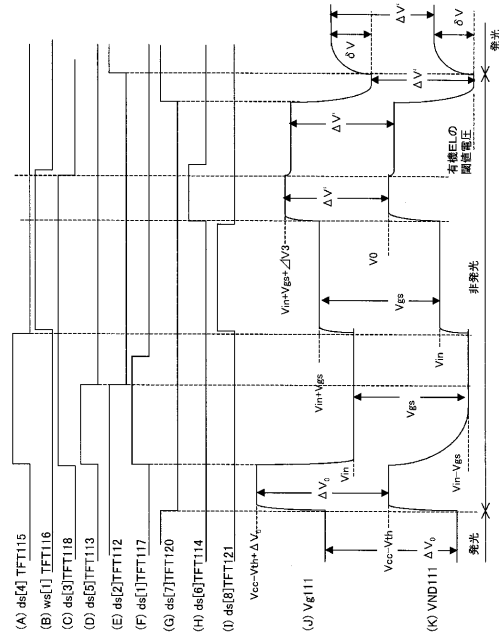 (A) ds[4] TFT115
(B) ws[1] TFT116
(C) ds[3]TFT118
(D) ds[5]TFT113
(E) ds[2]TFT112
(F) ds[1]TFT117
(G) ds[7]TFT120
(H) ds[6]TFT114
(I) ds[8]TFT121
Vcc-Vth+ΔV₀
ΔV₀
(J) Vg111
Vin
Vin+Vgs
Vin+Vgs+⊿V3
ΔV'
ΔV'
ΔV'
δV
Vcc-Vth
ΔV₀
(K) VND111
Vin-Vgs
Vgs
Vin
Vgs
V0
ΔV'
δV
有機ELの
閾値電圧
発光
非発光
発光